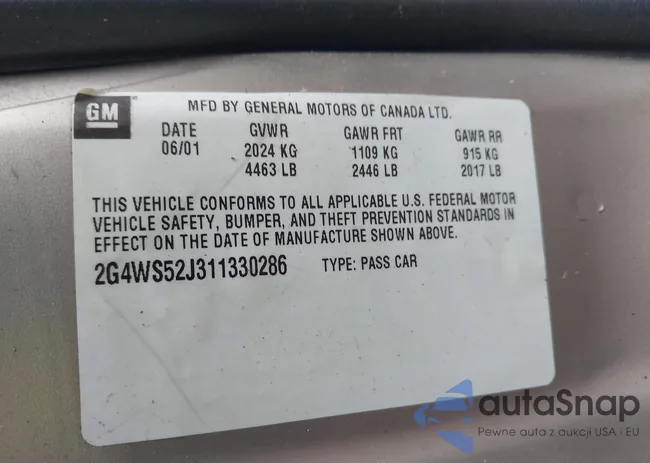 GM
MFD BY GENERAL MOTORS OF CANADA LTD.
DATE GVWR GAWR FRT GAWR RR
06/01 2024 KG 1109 KG 915 KG
4463 LB 2446 LB 2017 LB
THIS VEHICLE CONFORMS TO ALL APPLICABLE U.S. FEDERAL MOTOR
VEHICLE SAFETY, BUMPER, AND THEFT PREVENTION STANDARDS IN
EFFECT ON THE DATE OF MANUFACTURE SHOWN ABOVE.
2G4WS52J311330286 TYPE: PASS CAR
autaSnap
Pewne auta z aukcji USA i EU